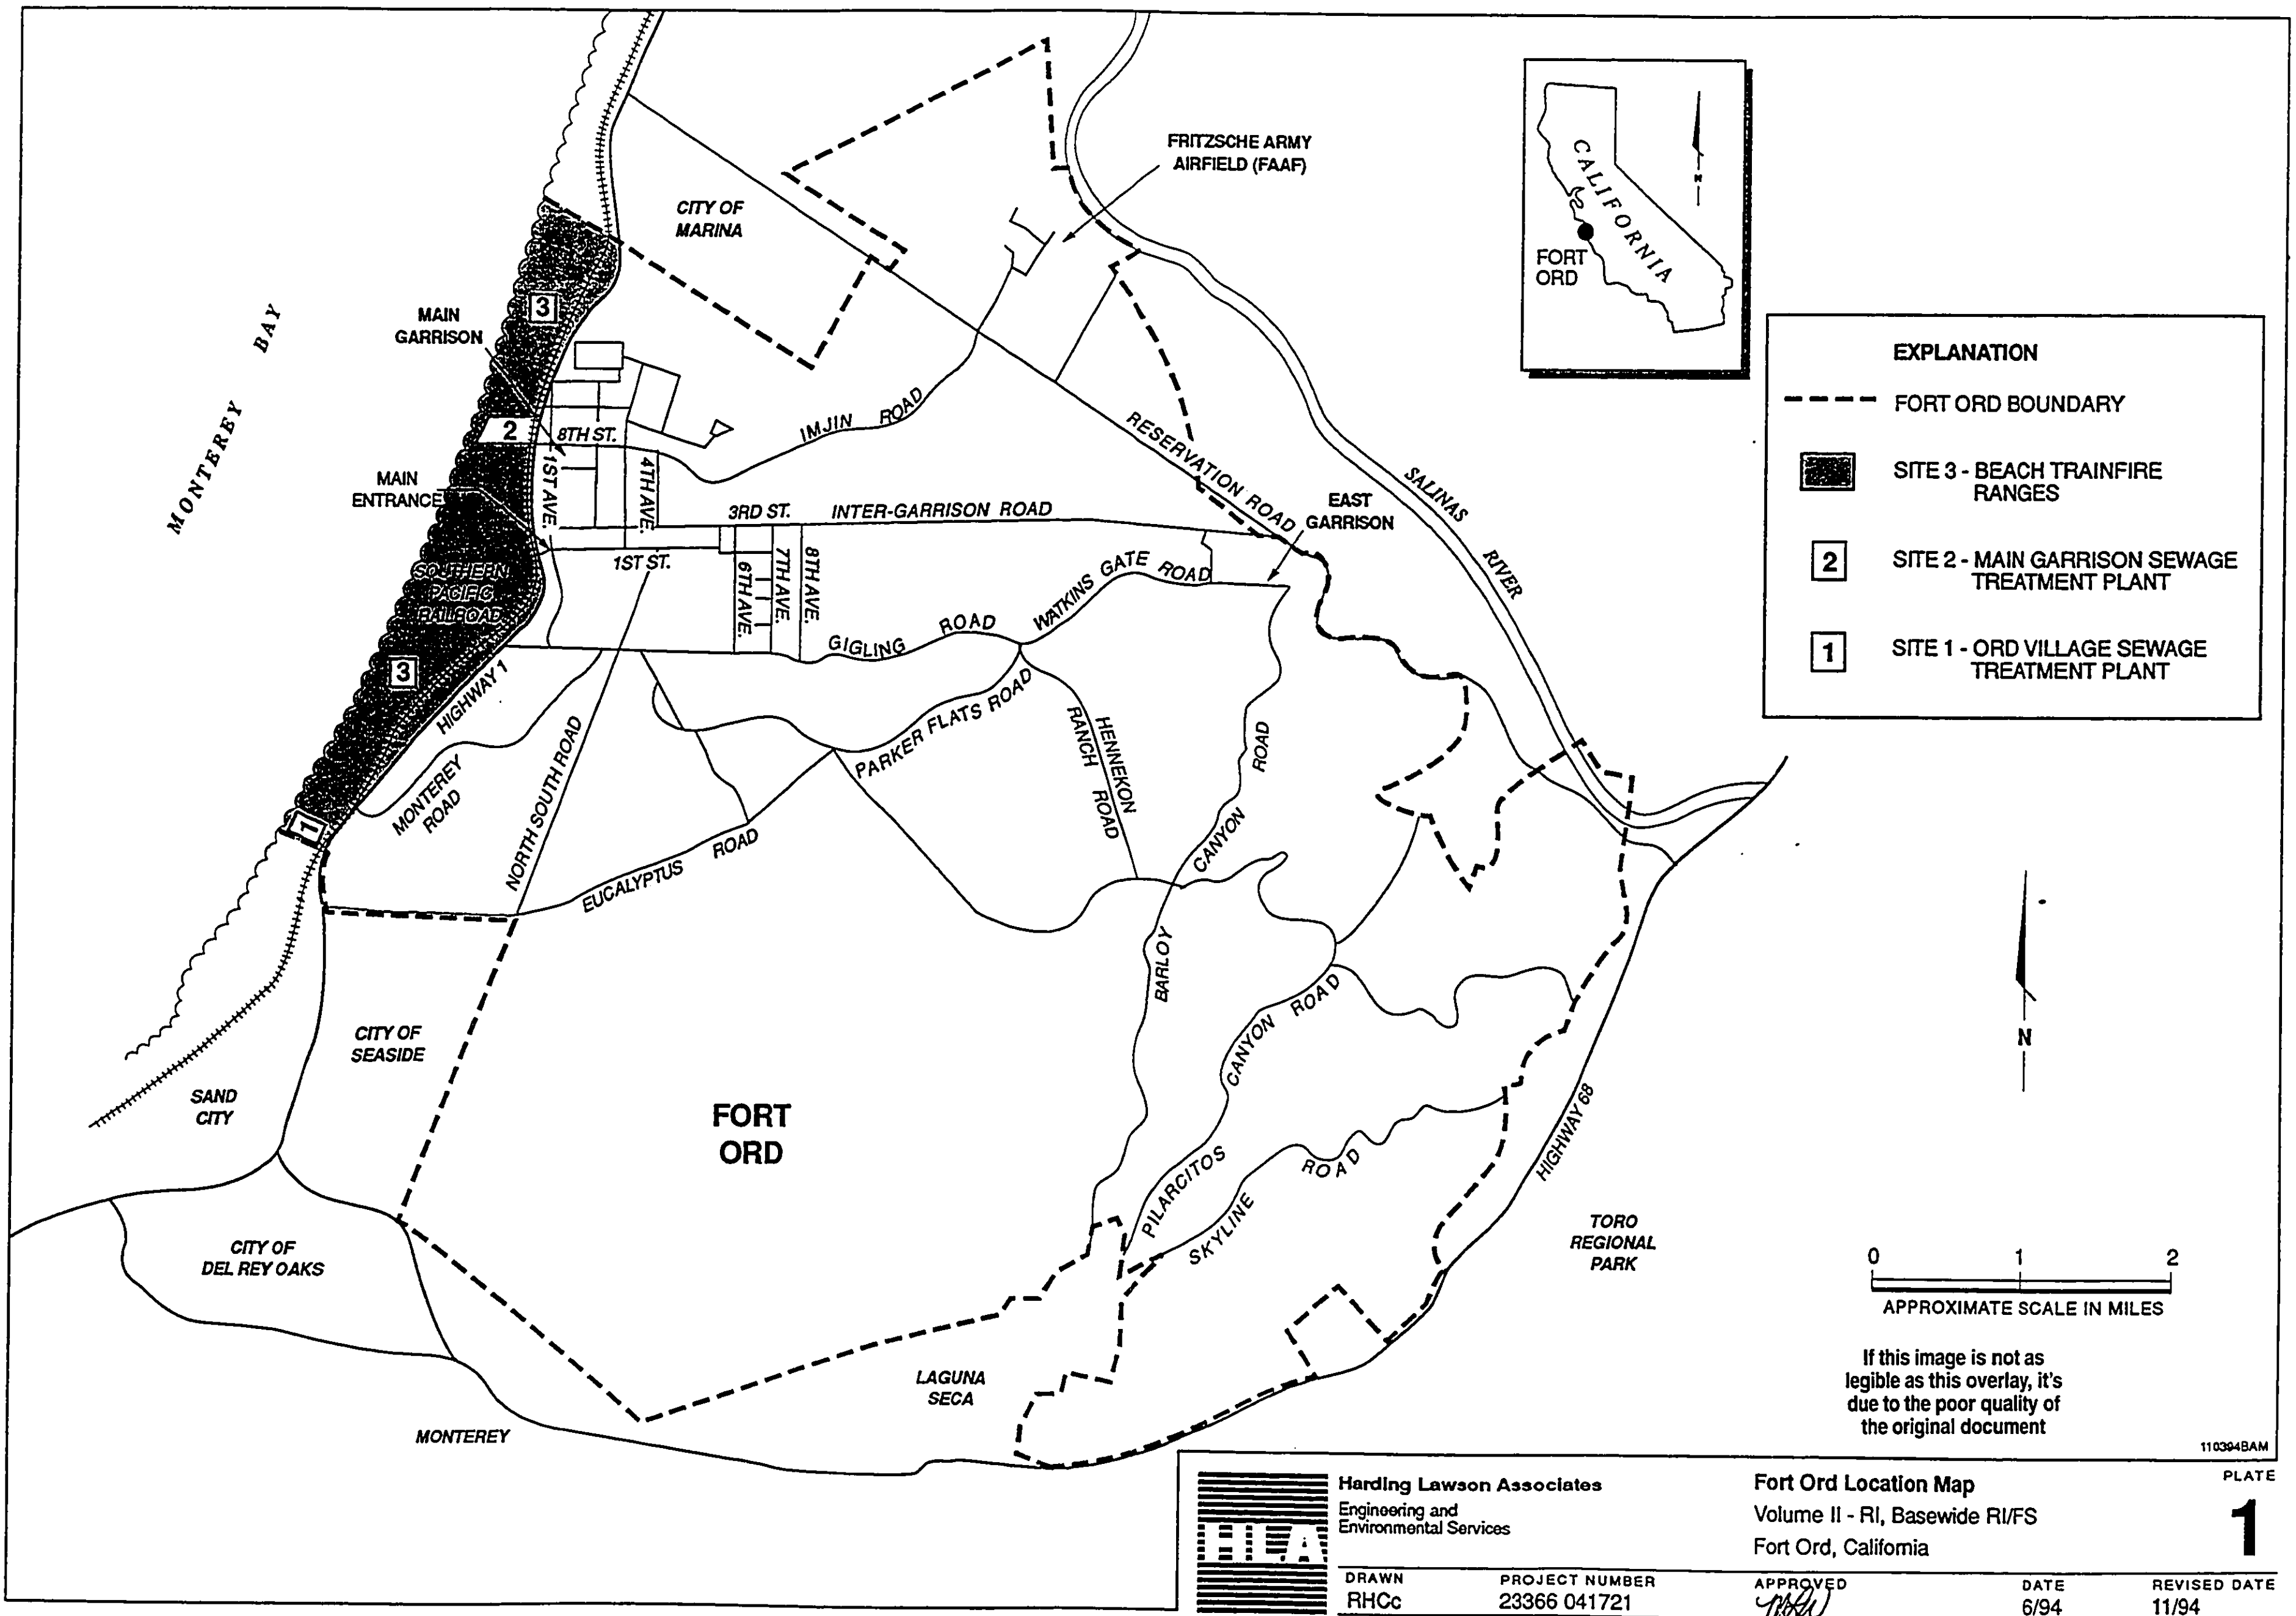 FRITZSCHE ARMY
AIRFIELD (FAAF)
CITY OF
MARINA
CALIFORNIA
N
FORT
ORD
MONTEREY BAY
MAIN
GARRISON
3
2
8TH ST.
IMJIN ROAD
1ST AVE.
4TH AVE.
MAIN
ENTRANCE
3RD ST.
INTER-GARRISON ROAD
RESERVATION ROAD
EAST
GARRISON
SALINAS RIVER
1ST ST.
6TH AVE.
7TH AVE.
8TH AVE.
SOUTHERN
PACIFIC
RAILROAD
GIGLING ROAD
WATKINS GATE ROAD
3
HIGHWAY 1
MONTEREY
ROAD
NORTH SOUTH ROAD
PARKER FLATS ROAD
HENNEKON
RANCH ROAD
1
EUCALYPTUS ROAD
BARLOY CANYON ROAD
PILARCITOS CANYON ROAD
SKYLINE ROAD
HIGHWAY 68
CITY OF
SEASIDE
SAND
CITY
FORT
ORD
CITY OF
DEL REY OAKS
TORO
REGIONAL
PARK
LAGUNA
SECA
MONTEREY
EXPLANATION
FORT ORD BOUNDARY
SITE 3 - BEACH TRAINFIRE
RANGES
2
SITE 2 - MAIN GARRISON SEWAGE
TREATMENT PLANT
1
SITE 1 - ORD VILLAGE SEWAGE
TREATMENT PLANT
N
0 1 2
APPROXIMATE SCALE IN MILES
If this image is not as
legible as this overlay, it's
due to the poor quality of
the original document
110394BAM
HLA
Harding Lawson Associates
Engineering and
Environmental Services
Fort Ord Location Map
Volume II - RI, Basewide RI/FS
Fort Ord, California
PLATE
1
DRAWN
RHCc
PROJECT NUMBER
23366 041721
APPROVED
DATE
6/94
REVISED DATE
11/94